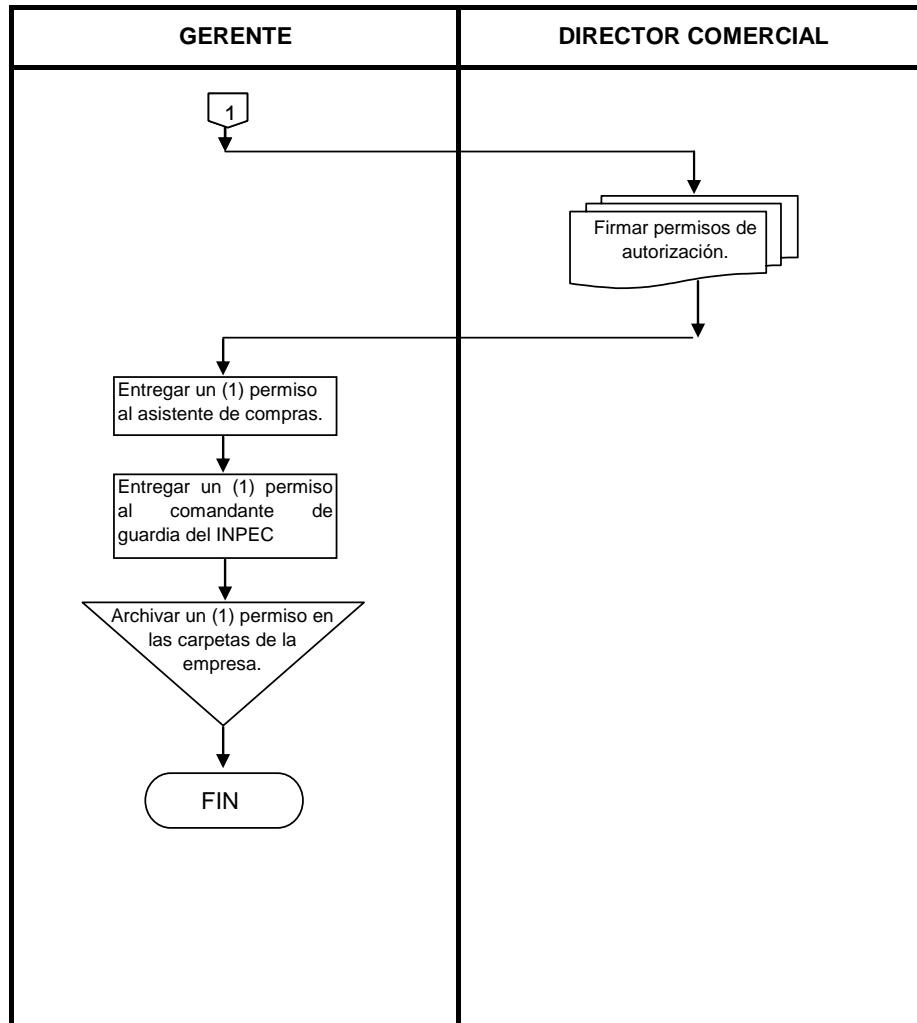 GERENTE
DIRECTOR COMERCIAL
1
Firmar permisos de
autorización.
Entregar un (1) permiso
al asistente de compras.
Entregar un (1) permiso
al comandante de
guardia del INPEC
Archivar un (1) permiso en
las carpetas de la
empresa.
FIN